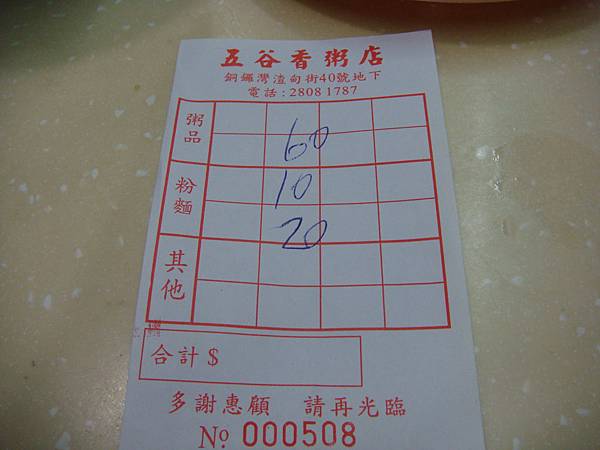 五谷香粥店
銅鑼灣渣甸街40號地下
電話:2808 1787
粥品
60
粉麵
10
20
其他
合計 $
多謝惠顧 請再光臨
Nº 000508